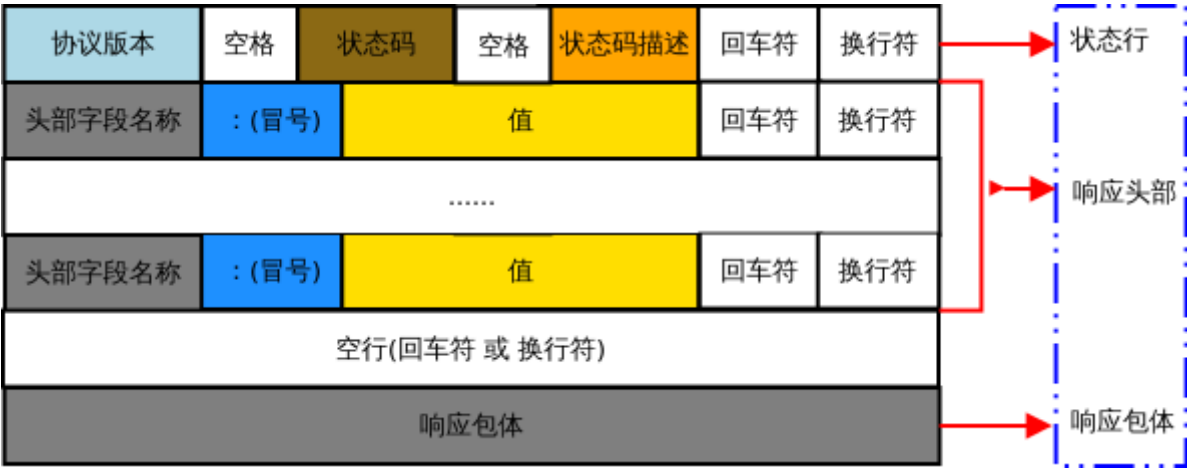 协议版本 空格 状态码 空格 状态码描述 回车符 换行符 状态行
头部字段名称 : (冒号) 值 回车符 换行符
...... 响应头部
头部字段名称 : (冒号) 值 回车符 换行符
空行(回车符 或 换行符)
响应包体 响应包体